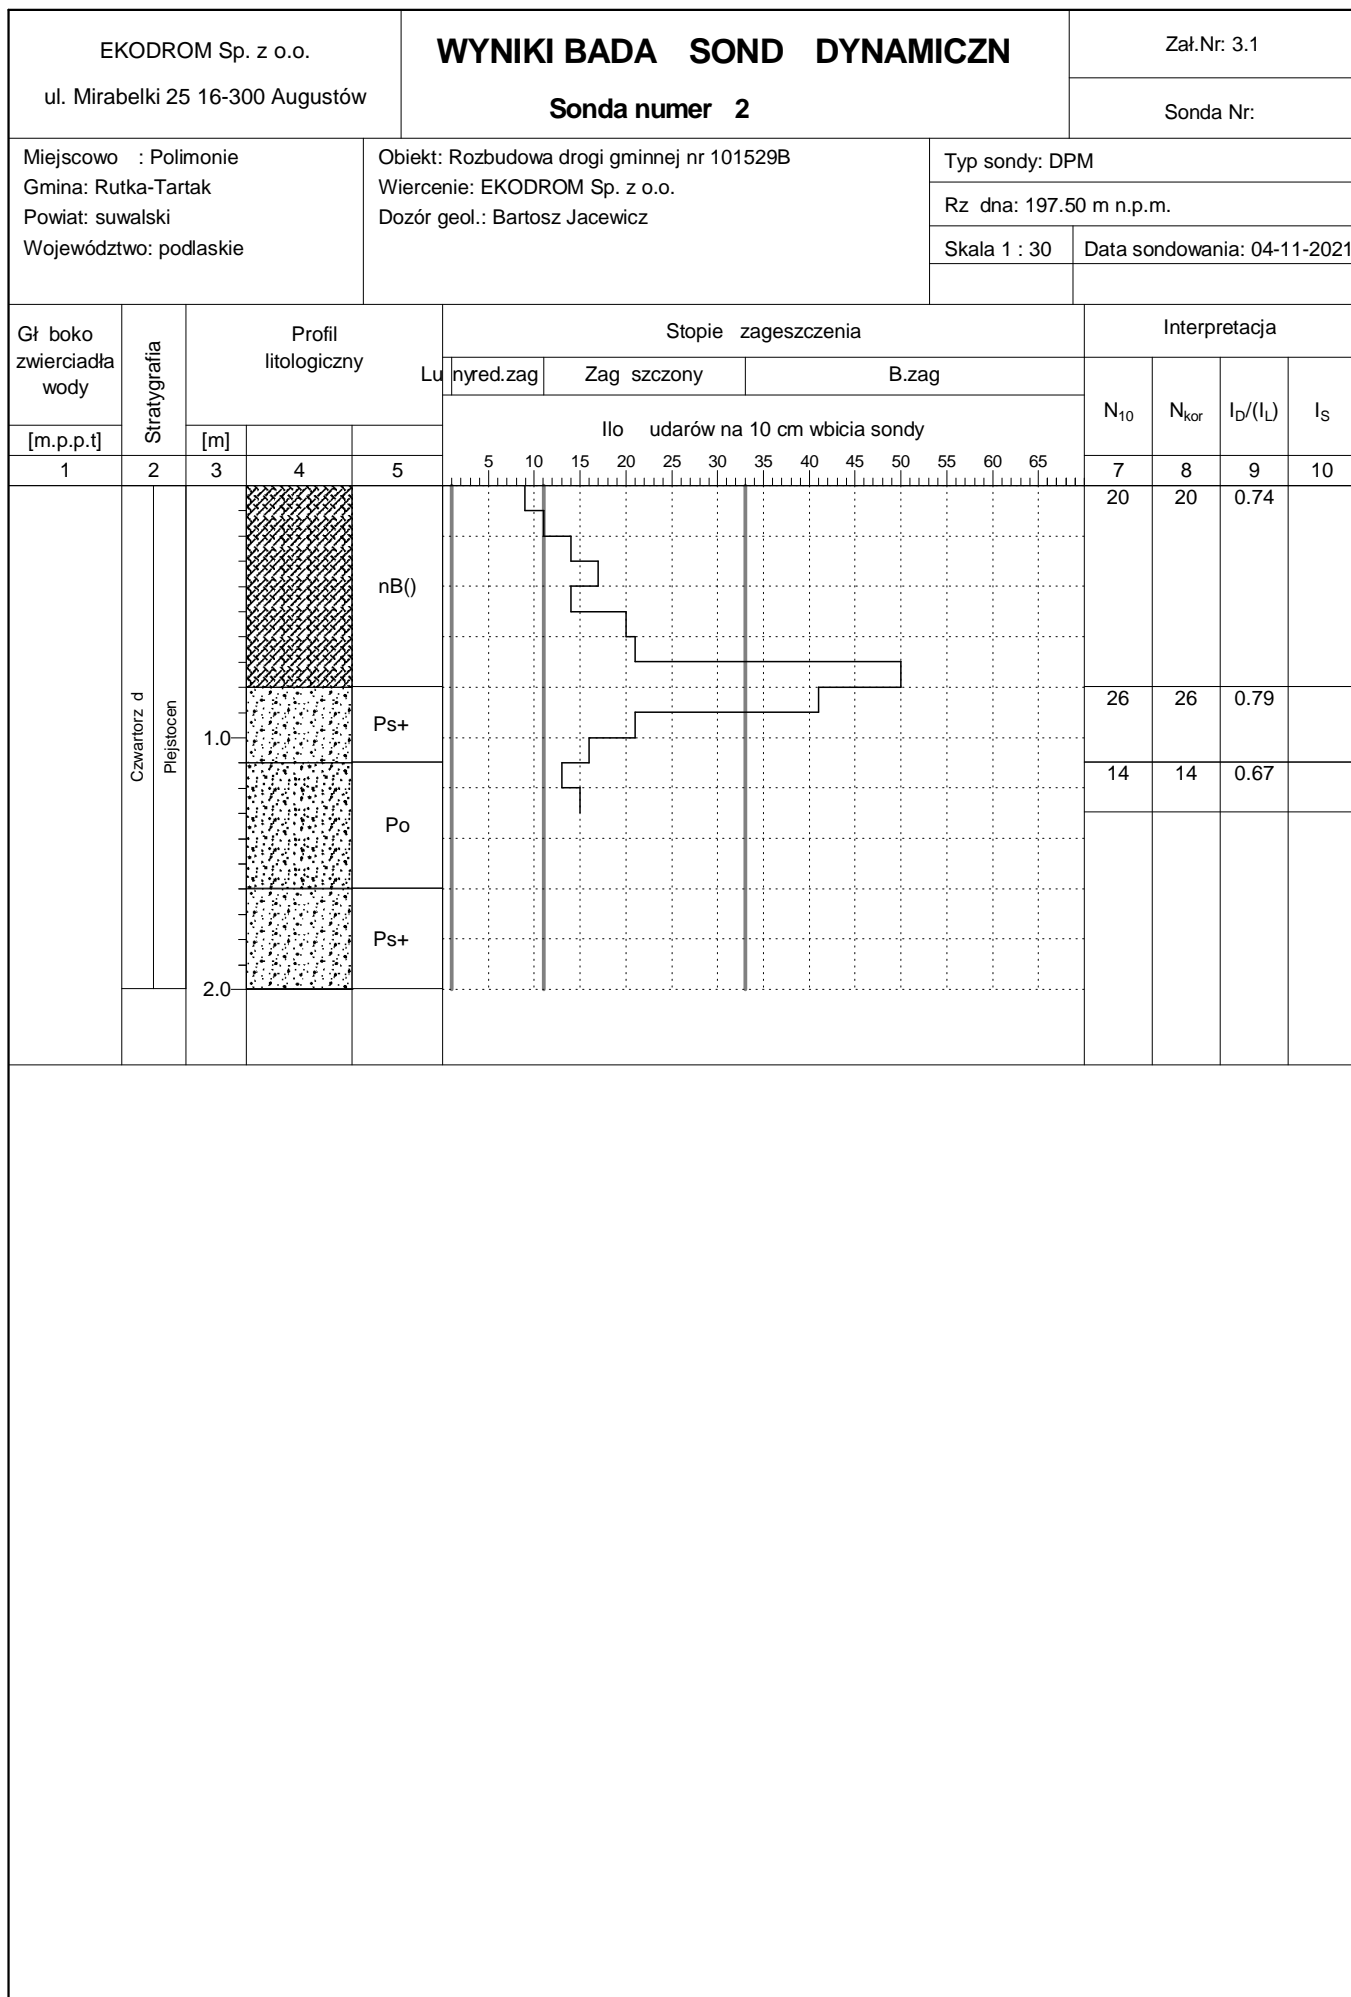 EKODROM Sp. z o.o.
ul. Mirabelki 25 16-300 Augustów
WYNIKI BADA SOND DYNAMICZN
Sonda numer 2
Zał.Nr: 3.1
Sonda Nr:
Miejscowo : Polimonie
Gmina: Rutka-Tartak
Powiat: suwalski
Województwo: podlaskie
Obiekt: Rozbudowa drogi gminnej nr 101529B
Wiercenie: EKODROM Sp. z o.o.
Dozór geol.: Bartosz Jacewicz
Typ sondy: DPM
Rz dna: 197.50 m n.p.m.
Skala 1 : 30 Data sondowania: 04-11-2021
Gł boko
zwierciadła
wody
[m.p.p.t]
Stratygrafia
Profil
litologiczny
[m]
Stopie zageszczenia
Lu ny red.zag Zag szczony B.zag
Ilo udarów na 10 cm wbicia sondy
5 10 15 20 25 30 35 40 45 50 55 60 65
Interpretacja
N10 Nkor ID/(IL) IS
1 2 3 4 5 7 8 9 10
Czwartorz d
Plejstocen
1.0
2.0
nB()
Ps+
Po
Ps+
20 20 0.74
26 26 0.79
14 14 0.67